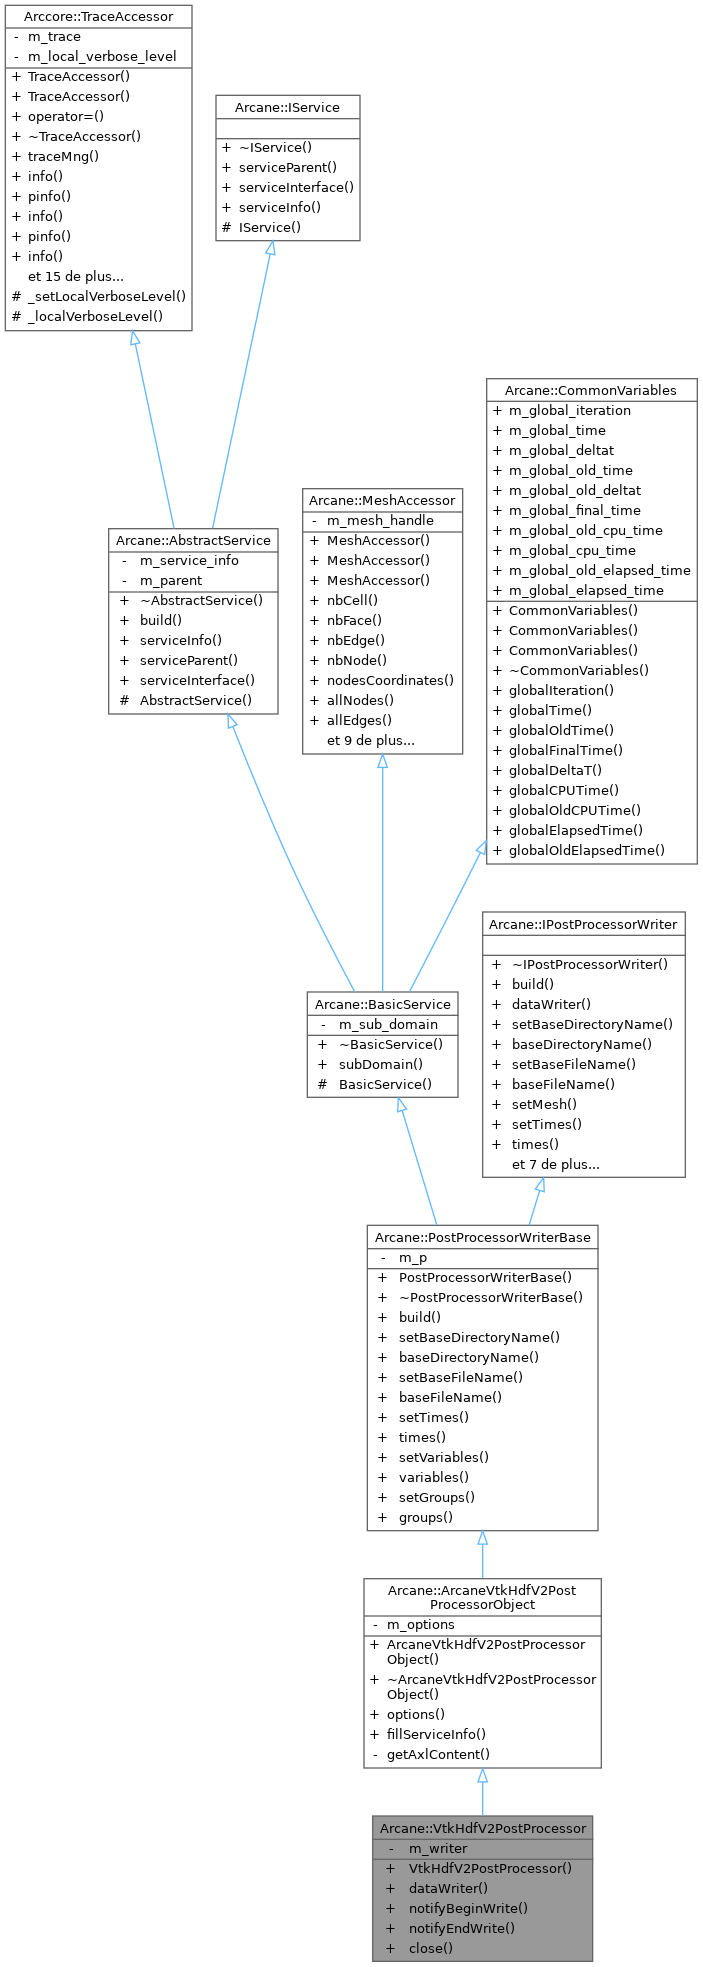 Arccore::TraceAccessor
- m_trace
- m_local_verbose_level
+ TraceAccessor()
+ TraceAccessor()
+ operator=()
+ ~TraceAccessor()
+ traceMng()
+ info()
+ pinfo()
+ info()
+ pinfo()
+ info()
et 15 de plus...
# _setLocalVerboseLevel()
# _localVerboseLevel()
Arcane::IService
+ ~IService()
+ serviceParent()
+ serviceInterface()
+ serviceInfo()
# IService()
Arcane::CommonVariables
+ m_global_iteration
+ m_global_time
+ m_global_deltat
+ m_global_old_time
+ m_global_old_deltat
+ m_global_final_time
+ m_global_old_cpu_time
+ m_global_cpu_time
+ m_global_old_elapsed_time
+ m_global_elapsed_time
+ CommonVariables()
+ CommonVariables()
+ CommonVariables()
+ ~CommonVariables()
+ globalIteration()
+ globalTime()
+ globalOldTime()
+ globalFinalTime()
+ globalDeltaT()
+ globalCPUTime()
+ globalOldCPUTime()
+ globalElapsedTime()
+ globalOldElapsedTime()
Arcane::MeshAccessor
- m_mesh_handle
+ MeshAccessor()
+ MeshAccessor()
+ MeshAccessor()
+ nbCell()
+ nbFace()
+ nbEdge()
+ nbNode()
+ nodesCoordinates()
+ allNodes()
+ allEdges()
et 9 de plus...
Arcane::AbstractService
- m_service_info
- m_parent
+ ~AbstractService()
+ build()
+ serviceInfo()
+ serviceParent()
+ serviceInterface()
# AbstractService()
Arcane::IPostProcessorWriter
+ ~IPostProcessorWriter()
+ build()
+ dataWriter()
+ setBaseDirectoryName()
+ baseDirectoryName()
+ setBaseFileName()
+ baseFileName()
+ setMesh()
+ setTimes()
+ times()
et 7 de plus...
Arcane::BasicService
- m_sub_domain
+ ~BasicService()
+ subDomain()
# BasicService()
Arcane::PostProcessorWriterBase
- m_p
+ PostProcessorWriterBase()
+ ~PostProcessorWriterBase()
+ build()
+ setBaseDirectoryName()
+ baseDirectoryName()
+ setBaseFileName()
+ baseFileName()
+ setTimes()
+ times()
+ setVariables()
+ variables()
+ setGroups()
+ groups()
Arcane::ArcaneVtkHdfV2Post
ProcessorObject
- m_options
+ ArcaneVtkHdfV2PostProcessor
Object()
+ ~ArcaneVtkHdfV2PostProcessor
Object()
+ options()
+ fillServiceInfo()
- getAxlContent()
Arcane::VtkHdfV2PostProcessor
- m_writer
+ VtkHdfV2PostProcessor()
+ dataWriter()
+ notifyBeginWrite()
+ notifyEndWrite()
+ close()